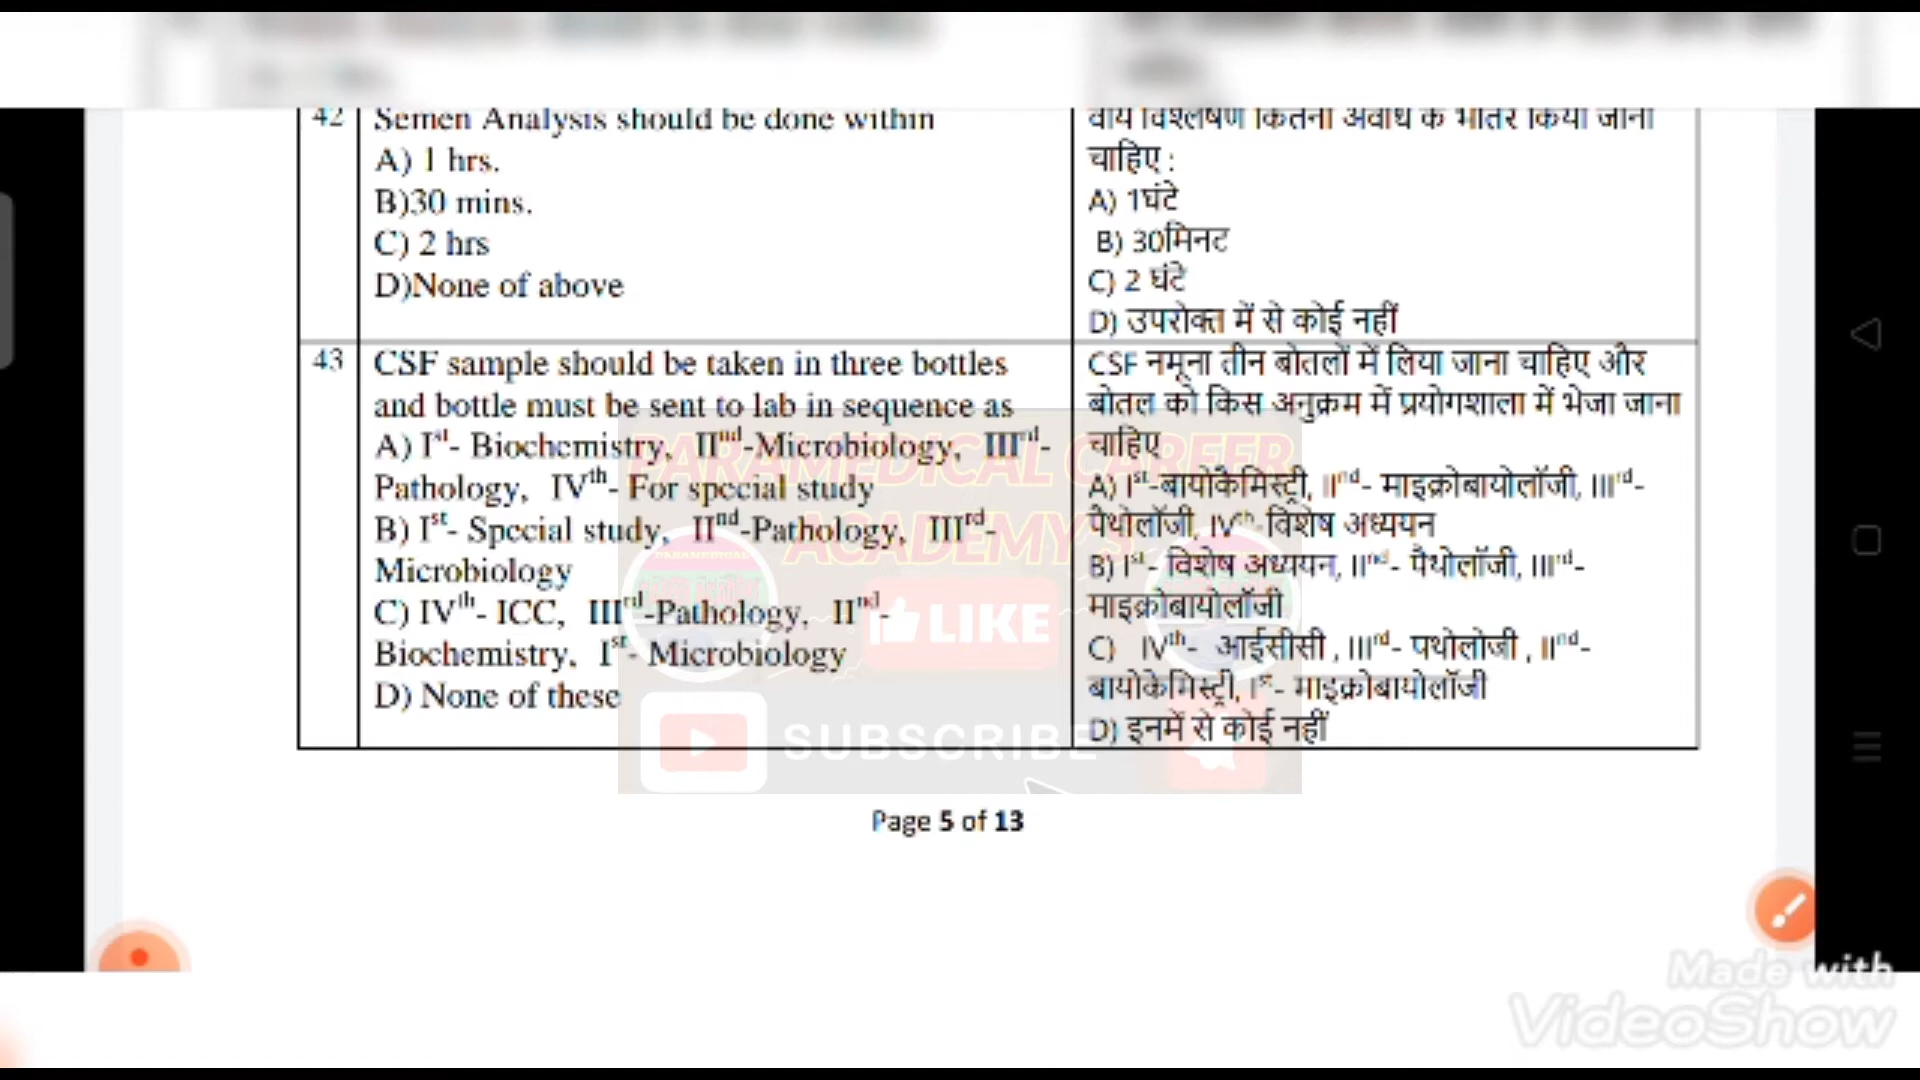 42
Semen Analysis should be done within
A) 1 hrs.
B)30 mins.
C) 2 hrs
D)None of above
वीर्य विश्लेषण कितनी अवधि के भीतर किया जाना
चाहिए :
A) 1घंटे
B) 30मिनट
C) 2 घंटे
D) उपरोक्त में से कोई नहीं
43
CSF sample should be taken in three bottles
and bottle must be sent to lab in sequence as
A) Ist- Biochemistry, IInd-Microbiology, IIIrd-
Pathology, IVth- For special study
B) Ist- Special study, IInd-Pathology, IIIrd-
Microbiology
C) IVth- ICC, IIIrd-Pathology, IInd-
Biochemistry, Ist- Microbiology
D) None of these
CSF नमूना तीन बोतलों में लिया जाना चाहिए और
बोतल को किस अनुक्रम में प्रयोगशाला में भेजा जाना
चाहिए
A) Ist-बायोकेमिस्ट्री, IInd- माइक्रोबायोलॉजी, IIIrd-
पैथोलॉजी, IVth-विशेष अध्ययन
B) Ist- विशेष अध्ययन, IInd- पैथोलॉजी, IIIrd-
माइक्रोबायोलॉजी
C) IVth- आईसीसी , IIIrd- पथोलोजी , IInd-
बायोकेमिस्ट्री, Ist- माइक्रोबायोलॉजी
D) इनमें से कोई नहीं
PARAMEDICAL CAREER
ACADEMY'S
LIKE
SUBSCRIBE
Page 5 of 13
Made with
VideoShow